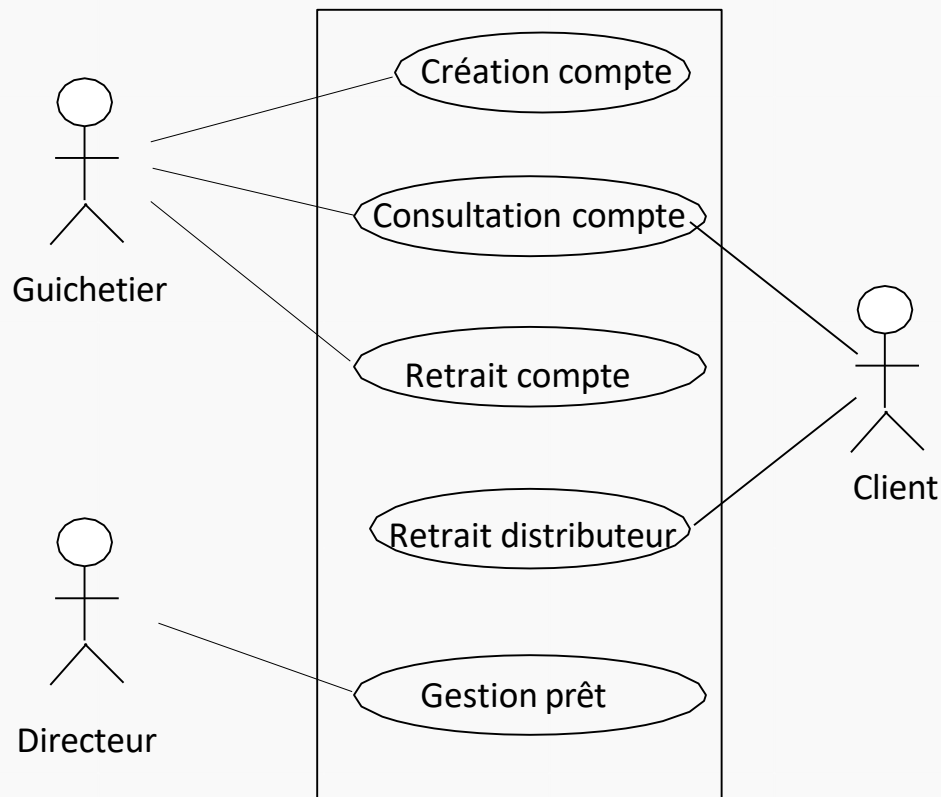 Création compte
Consultation compte
Guichetier
Retrait compte
Client
Retrait distributeur
Gestion prêt
Directeur